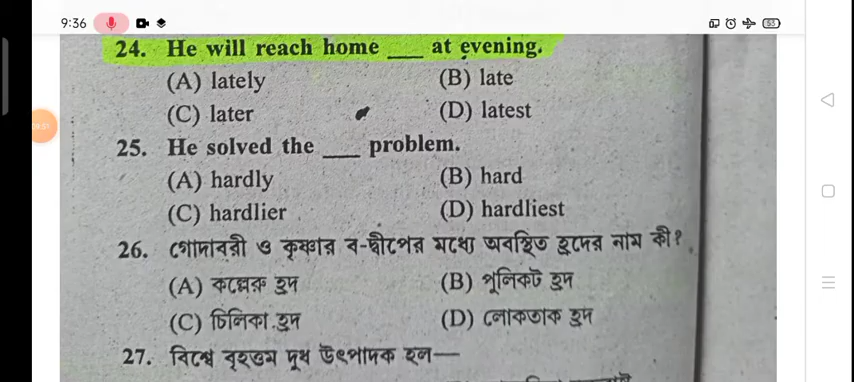 9:36
53
24. He will reach home ___ at evening.
(A) lately (B) late
(C) later (D) latest
25. He solved the ___ problem.
(A) hardly (B) hard
(C) hardlier (D) hardliest
26. গোদাবরী ও কৃষ্ণার ব-দ্বীপের মধ্যে অবস্থিত হ্রদের নাম কী?
(A) কল্লেরু হ্রদ (B) পুলিকট হ্রদ
(C) চিলিকা হ্রদ (D) লোকতাক হ্রদ
27. বিশ্বে বৃহত্তম দুধ উৎপাদক হল—